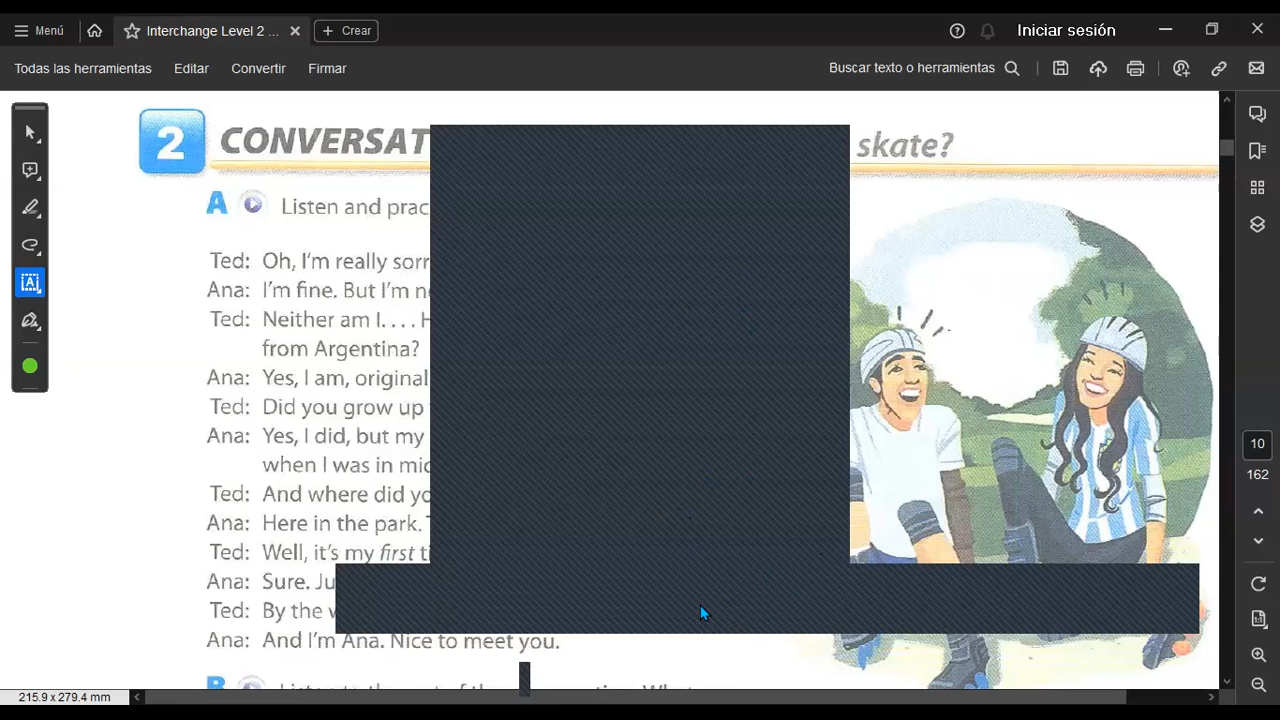 Menú
Interchange Level 2 ...
Crear
Iniciar sesión
Todas las herramientas
Editar
Convertir
Firmar
Buscar texto o herramientas
2 CONVERSAT skate?
A Listen and prac
Ted: Oh, I'm really sorr
Ana: I'm fine. But I'm n
Ted: Neither am I. . . . H
from Argentina?
Ana: Yes, I am, original
Ted: Did you grow up
Ana: Yes, I did, but my
when I was in mid
Ted: And where did yo
Ana: Here in the park. T
Ted: Well, it's my first ti
Ana: Sure. Ju
Ted: By the w
Ana: And I'm Ana. Nice to meet you.
B
10
162
215.9 x 279.4 mm